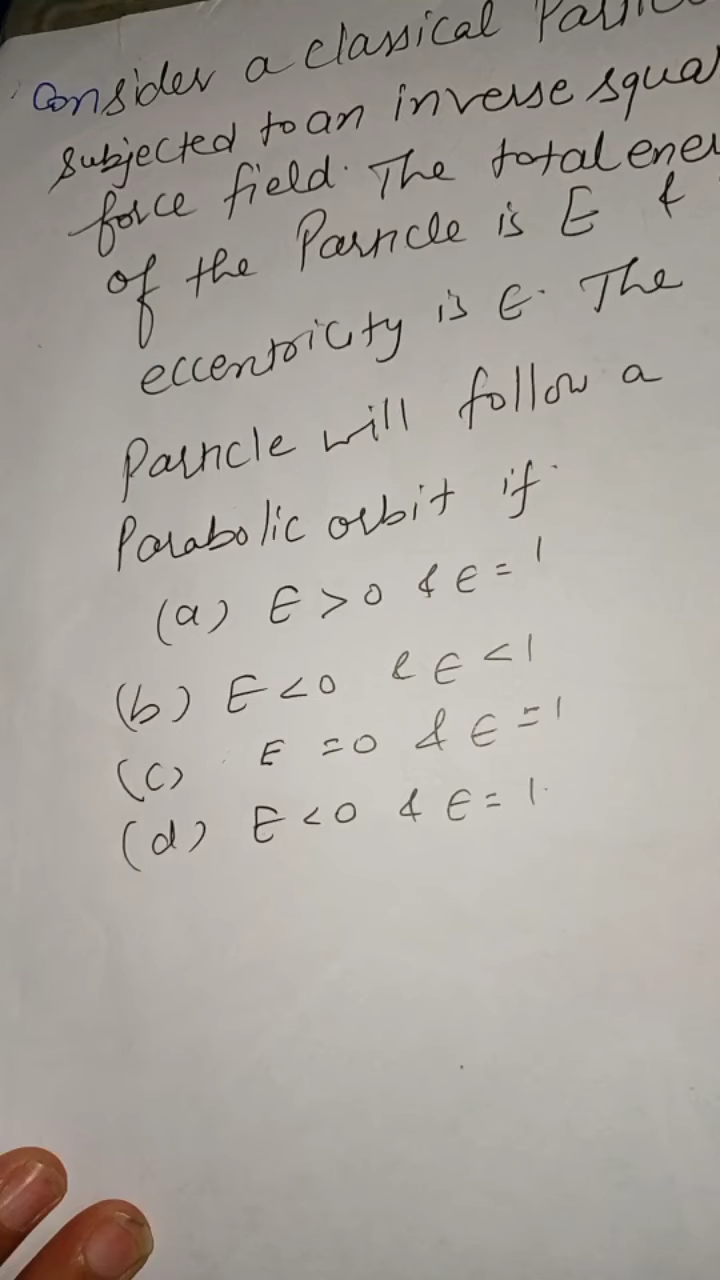 Consider a classical
subjected to an inverse squa
force field. The total ener
of the Particle is E &
eccentricity is ϵ. The
Particle will follow a
Parabolic orbit if
(a) E > 0 & ϵ = 1
(b) E < 0 & ϵ < 1
(c) E = 0 & ϵ = 1
(d) E < 0 & ϵ = 1.